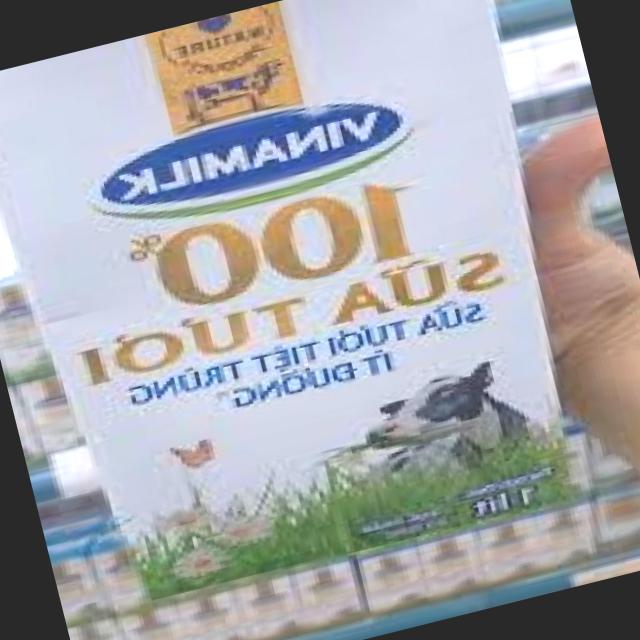 VINAMILK
100%
SỮA TƯƠI
SỮA TƯƠI TIỆT TRÙNG
ÍT ĐƯỜNG
1 lít